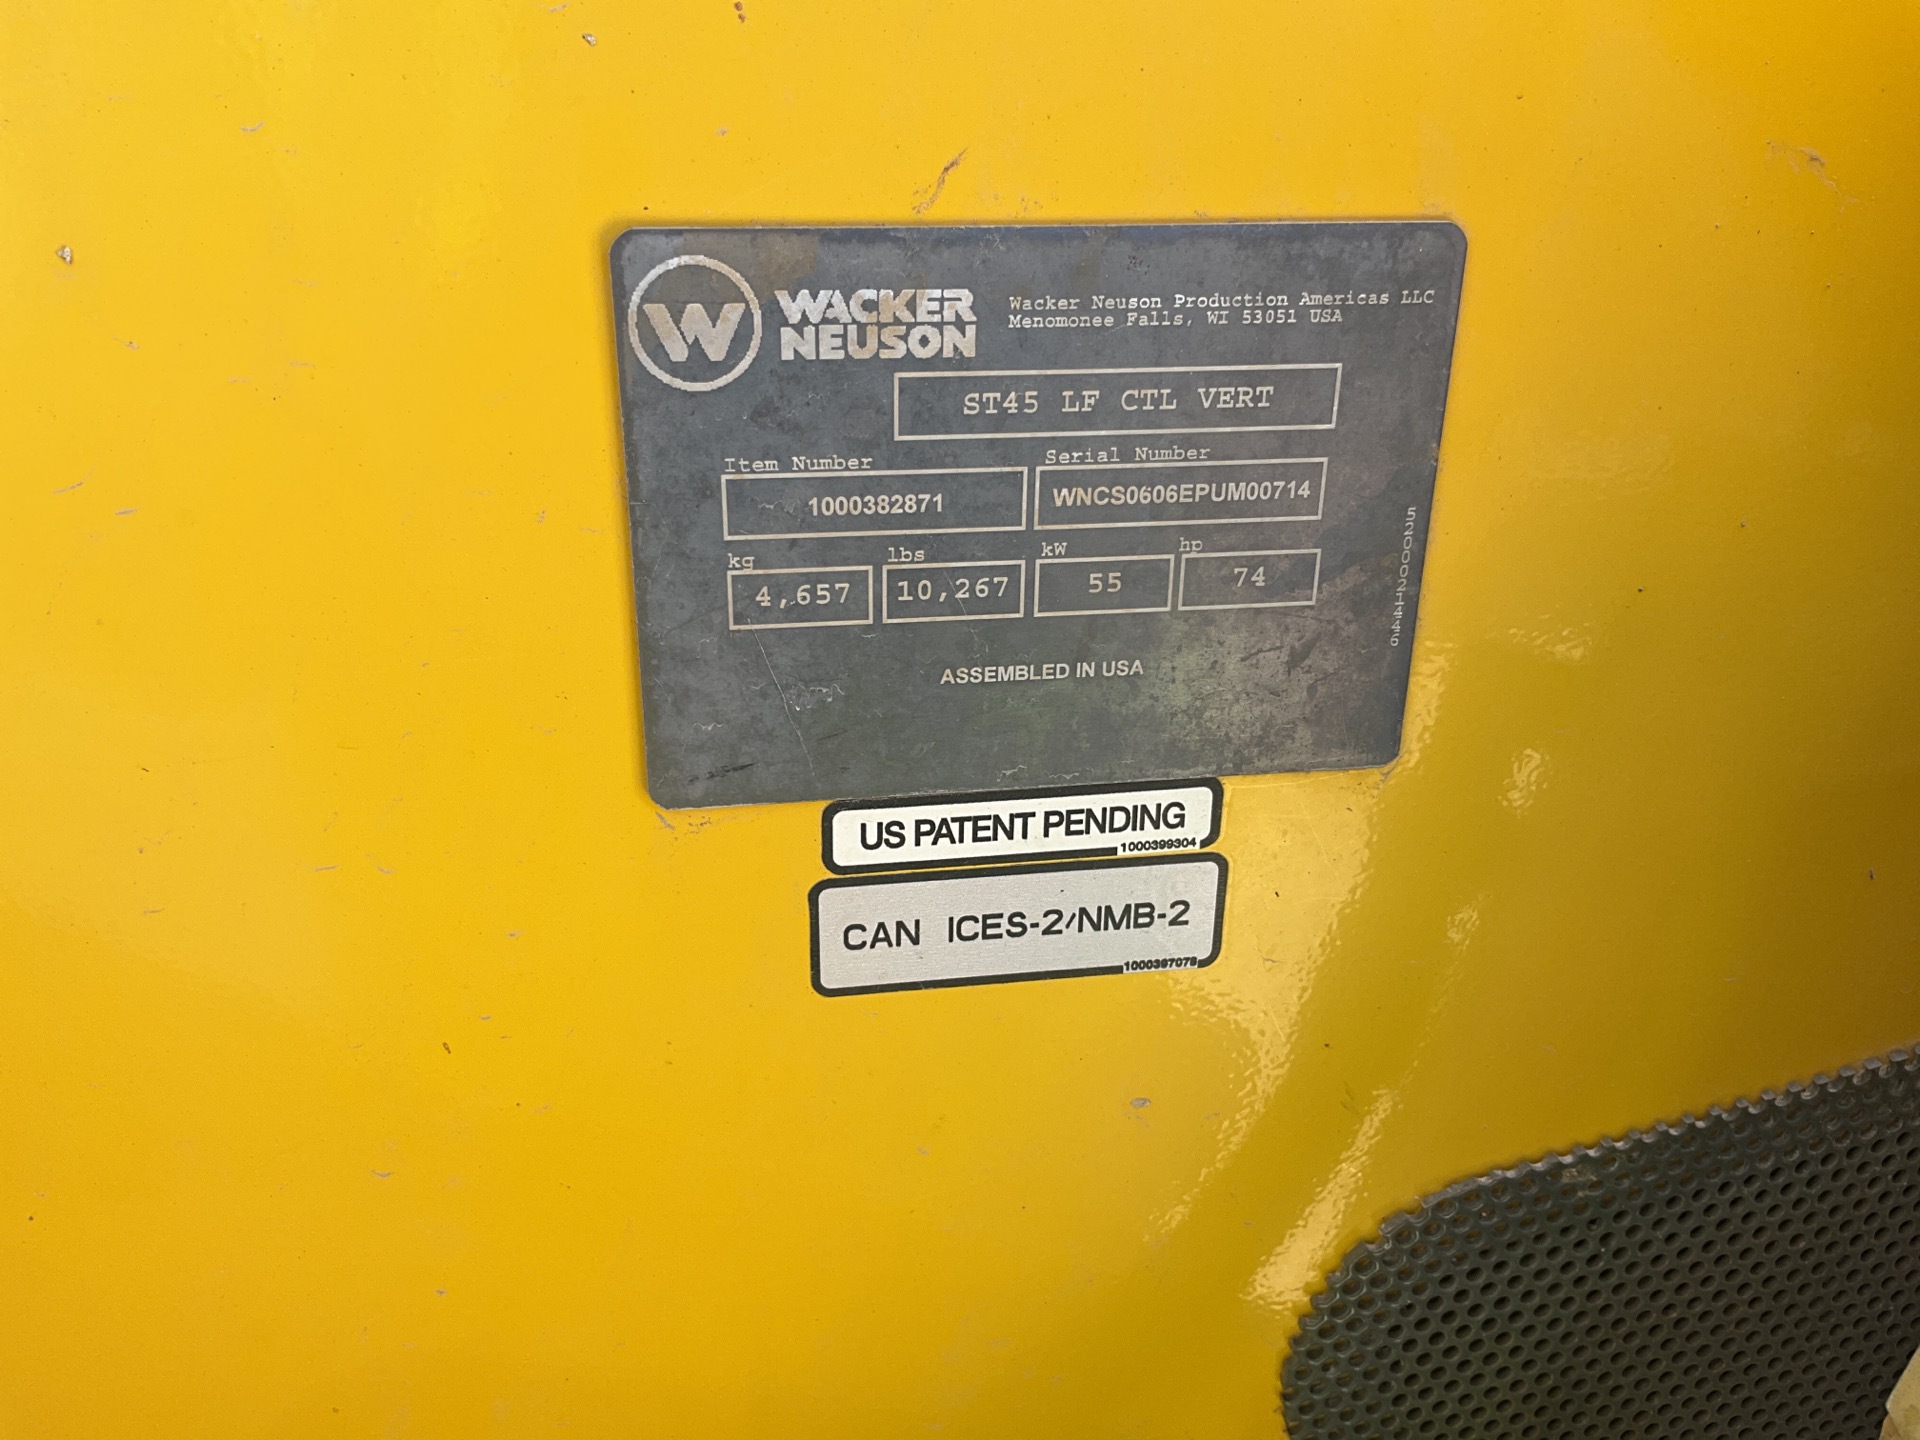 W WACKER
NEUSON
Wacker Neuson Production Americas LLC
Menomonee Falls, WI 53051 USA
ST45 LF CTL VERT
Item Number
1000382871
Serial Number
WNCS0606EPUM00714
kg
4,657
lbs
10,267
kW
55
hp
74
5200021446
ASSEMBLED IN USA
US PATENT PENDING
1000399304
CAN ICES-2/NMB-2
1000397078